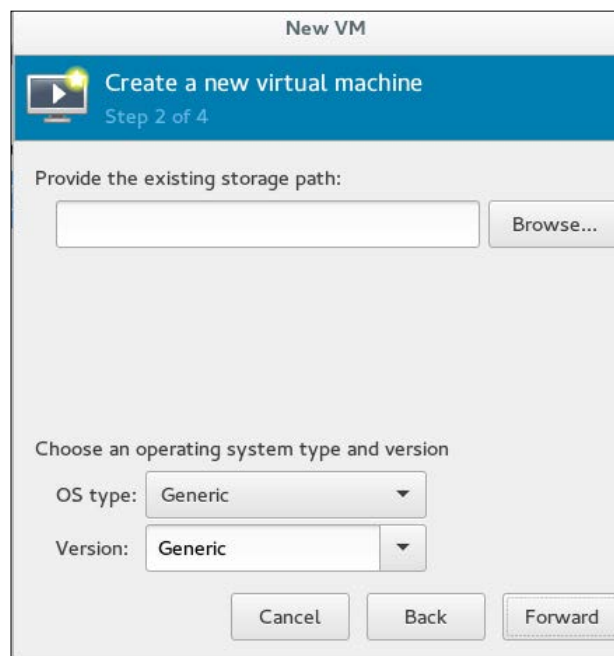 New VM
Create a new virtual machine
Step 2 of 4
Provide the existing storage path:
Browse...
Choose an operating system type and version
OS type: Generic
Version: Generic
Cancel Back Forward